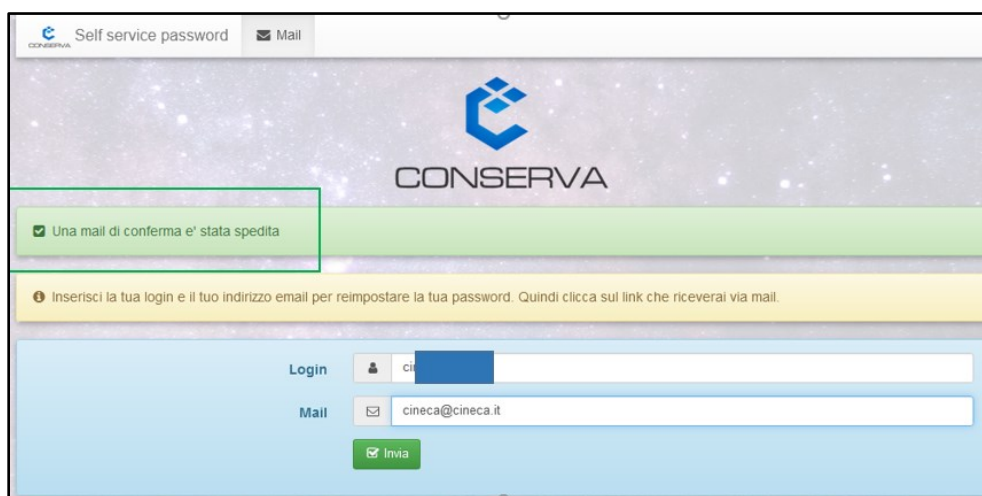 CONSERVA Self service password Mail
CONSERVA
Una mail di conferma e' stata spedita
Inserisci la tua login e il tuo indirizzo email per reimpostare la tua password. Quindi clicca sul link che riceverai via mail.
Login
Mail cineca@cineca.it
Invia